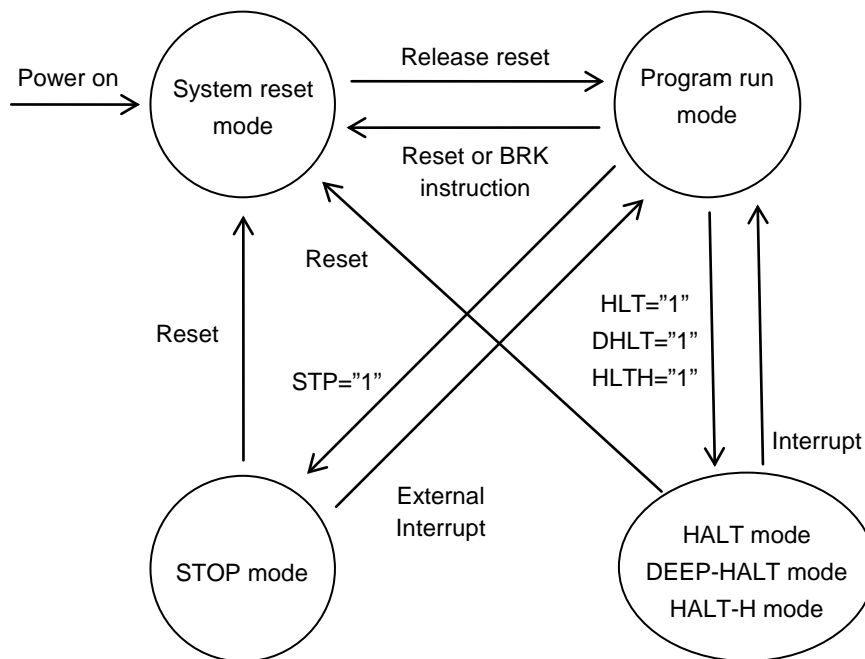 Power on
System reset
mode
Release reset
Program run
mode
Reset or BRK
instruction
Reset
Reset
HLT=”1”
DHLT=”1”
HLTH=”1”
STP=”1”
Interrupt
External
Interrupt
STOP mode
HALT mode
DEEP-HALT mode
HALT-H mode